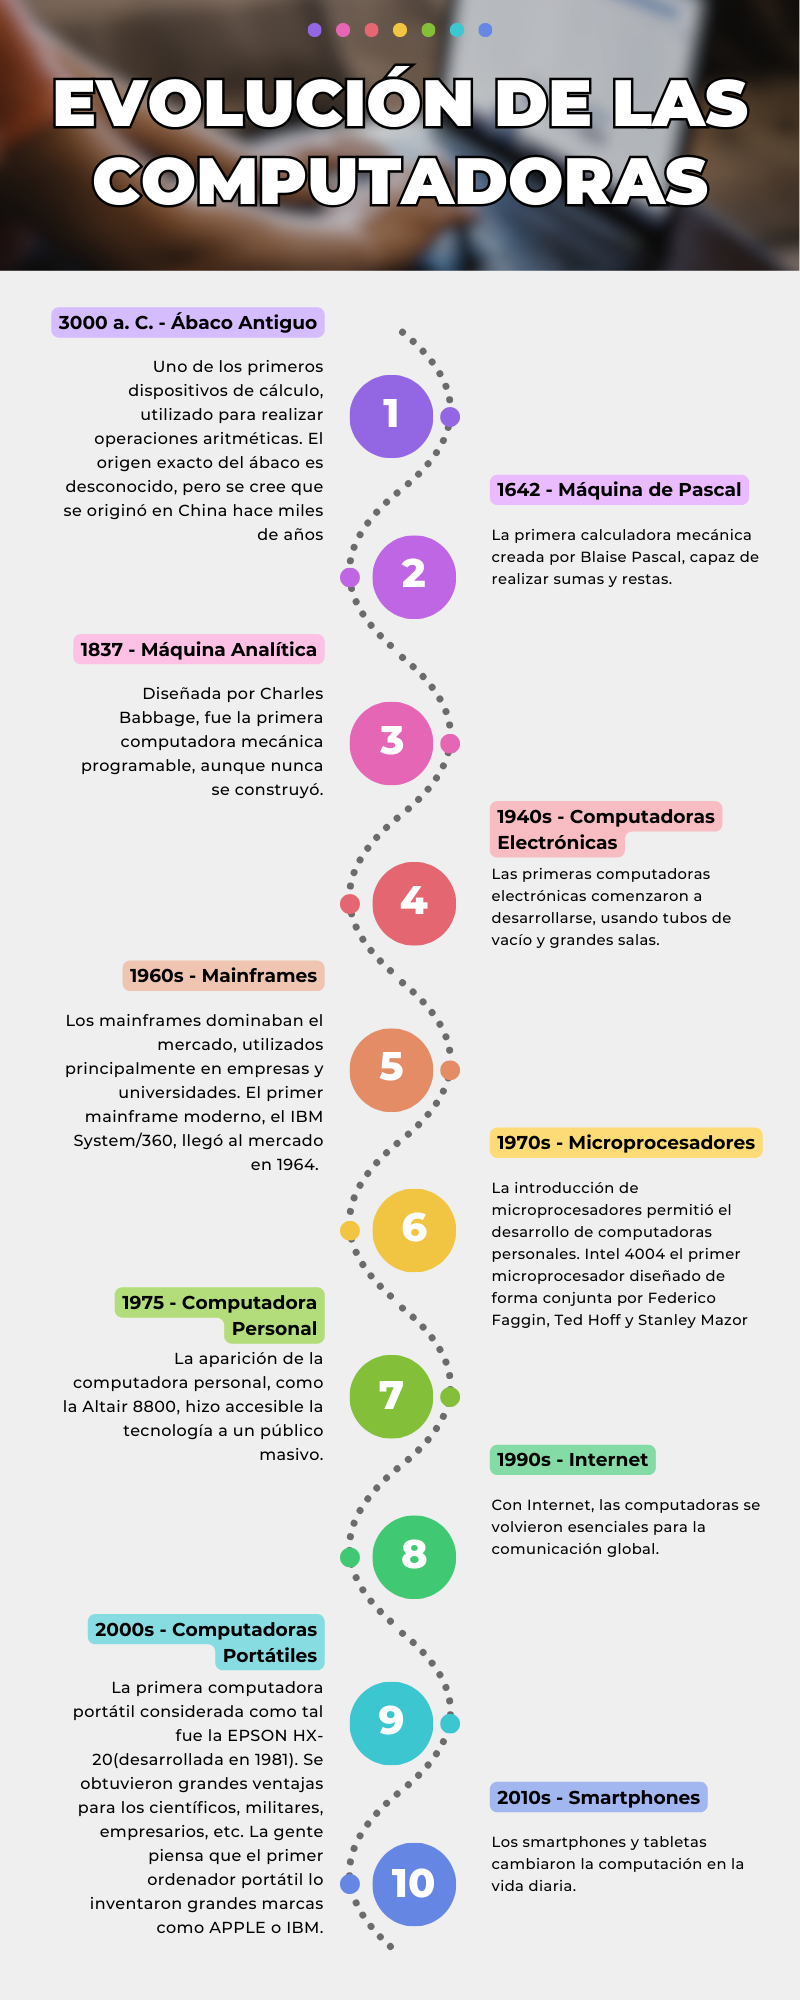 EVOLUCIÓN DE LAS
COMPUTADORAS
3000 a. C. - Ábaco Antiguo
Uno de los primeros
dispositivos de cálculo,
utilizado para realizar
operaciones aritméticas. El
origen exacto del ábaco es
desconocido, pero se cree que
se originó en China hace miles
de años
1
1642 - Máquina de Pascal
La primera calculadora mecánica
creada por Blaise Pascal, capaz de
realizar sumas y restas.
2
1837 - Máquina Analítica
Diseñada por Charles
Babbage, fue la primera
computadora mecánica
programable, aunque nunca
se construyó.
3
1940s - Computadoras
Electrónicas
Las primeras computadoras
electrónicas comenzaron a
desarrollarse, usando tubos de
vacío y grandes salas.
4
1960s - Mainframes
Los mainframes dominaban el
mercado, utilizados
principalmente en empresas y
universidades. El primer
mainframe moderno, el IBM
System/360, llegó al mercado
en 1964.
5
1970s - Microprocesadores
La introducción de
microprocesadores permitió el
desarrollo de computadoras
personales. Intel 4004 el primer
microprocesador diseñado de
forma conjunta por Federico
Faggin, Ted Hoff y Stanley Mazor
6
1975 - Computadora
Personal
La aparición de la
computadora personal, como
la Altair 8800, hizo accesible la
tecnología a un público
masivo.
7
1990s - Internet
Con Internet, las computadoras se
volvieron esenciales para la
comunicación global.
8
2000s - Computadoras
Portátiles
La primera computadora
portátil considerada como tal
fue la EPSON HX-
20(desarrollada en 1981). Se
obtuvieron grandes ventajas
para los científicos, militares,
empresarios, etc. La gente
piensa que el primer
ordenador portátil lo
inventaron grandes marcas
como APPLE o IBM.
9
2010s - Smartphones
Los smartphones y tabletas
cambiaron la computación en la
vida diaria.
10